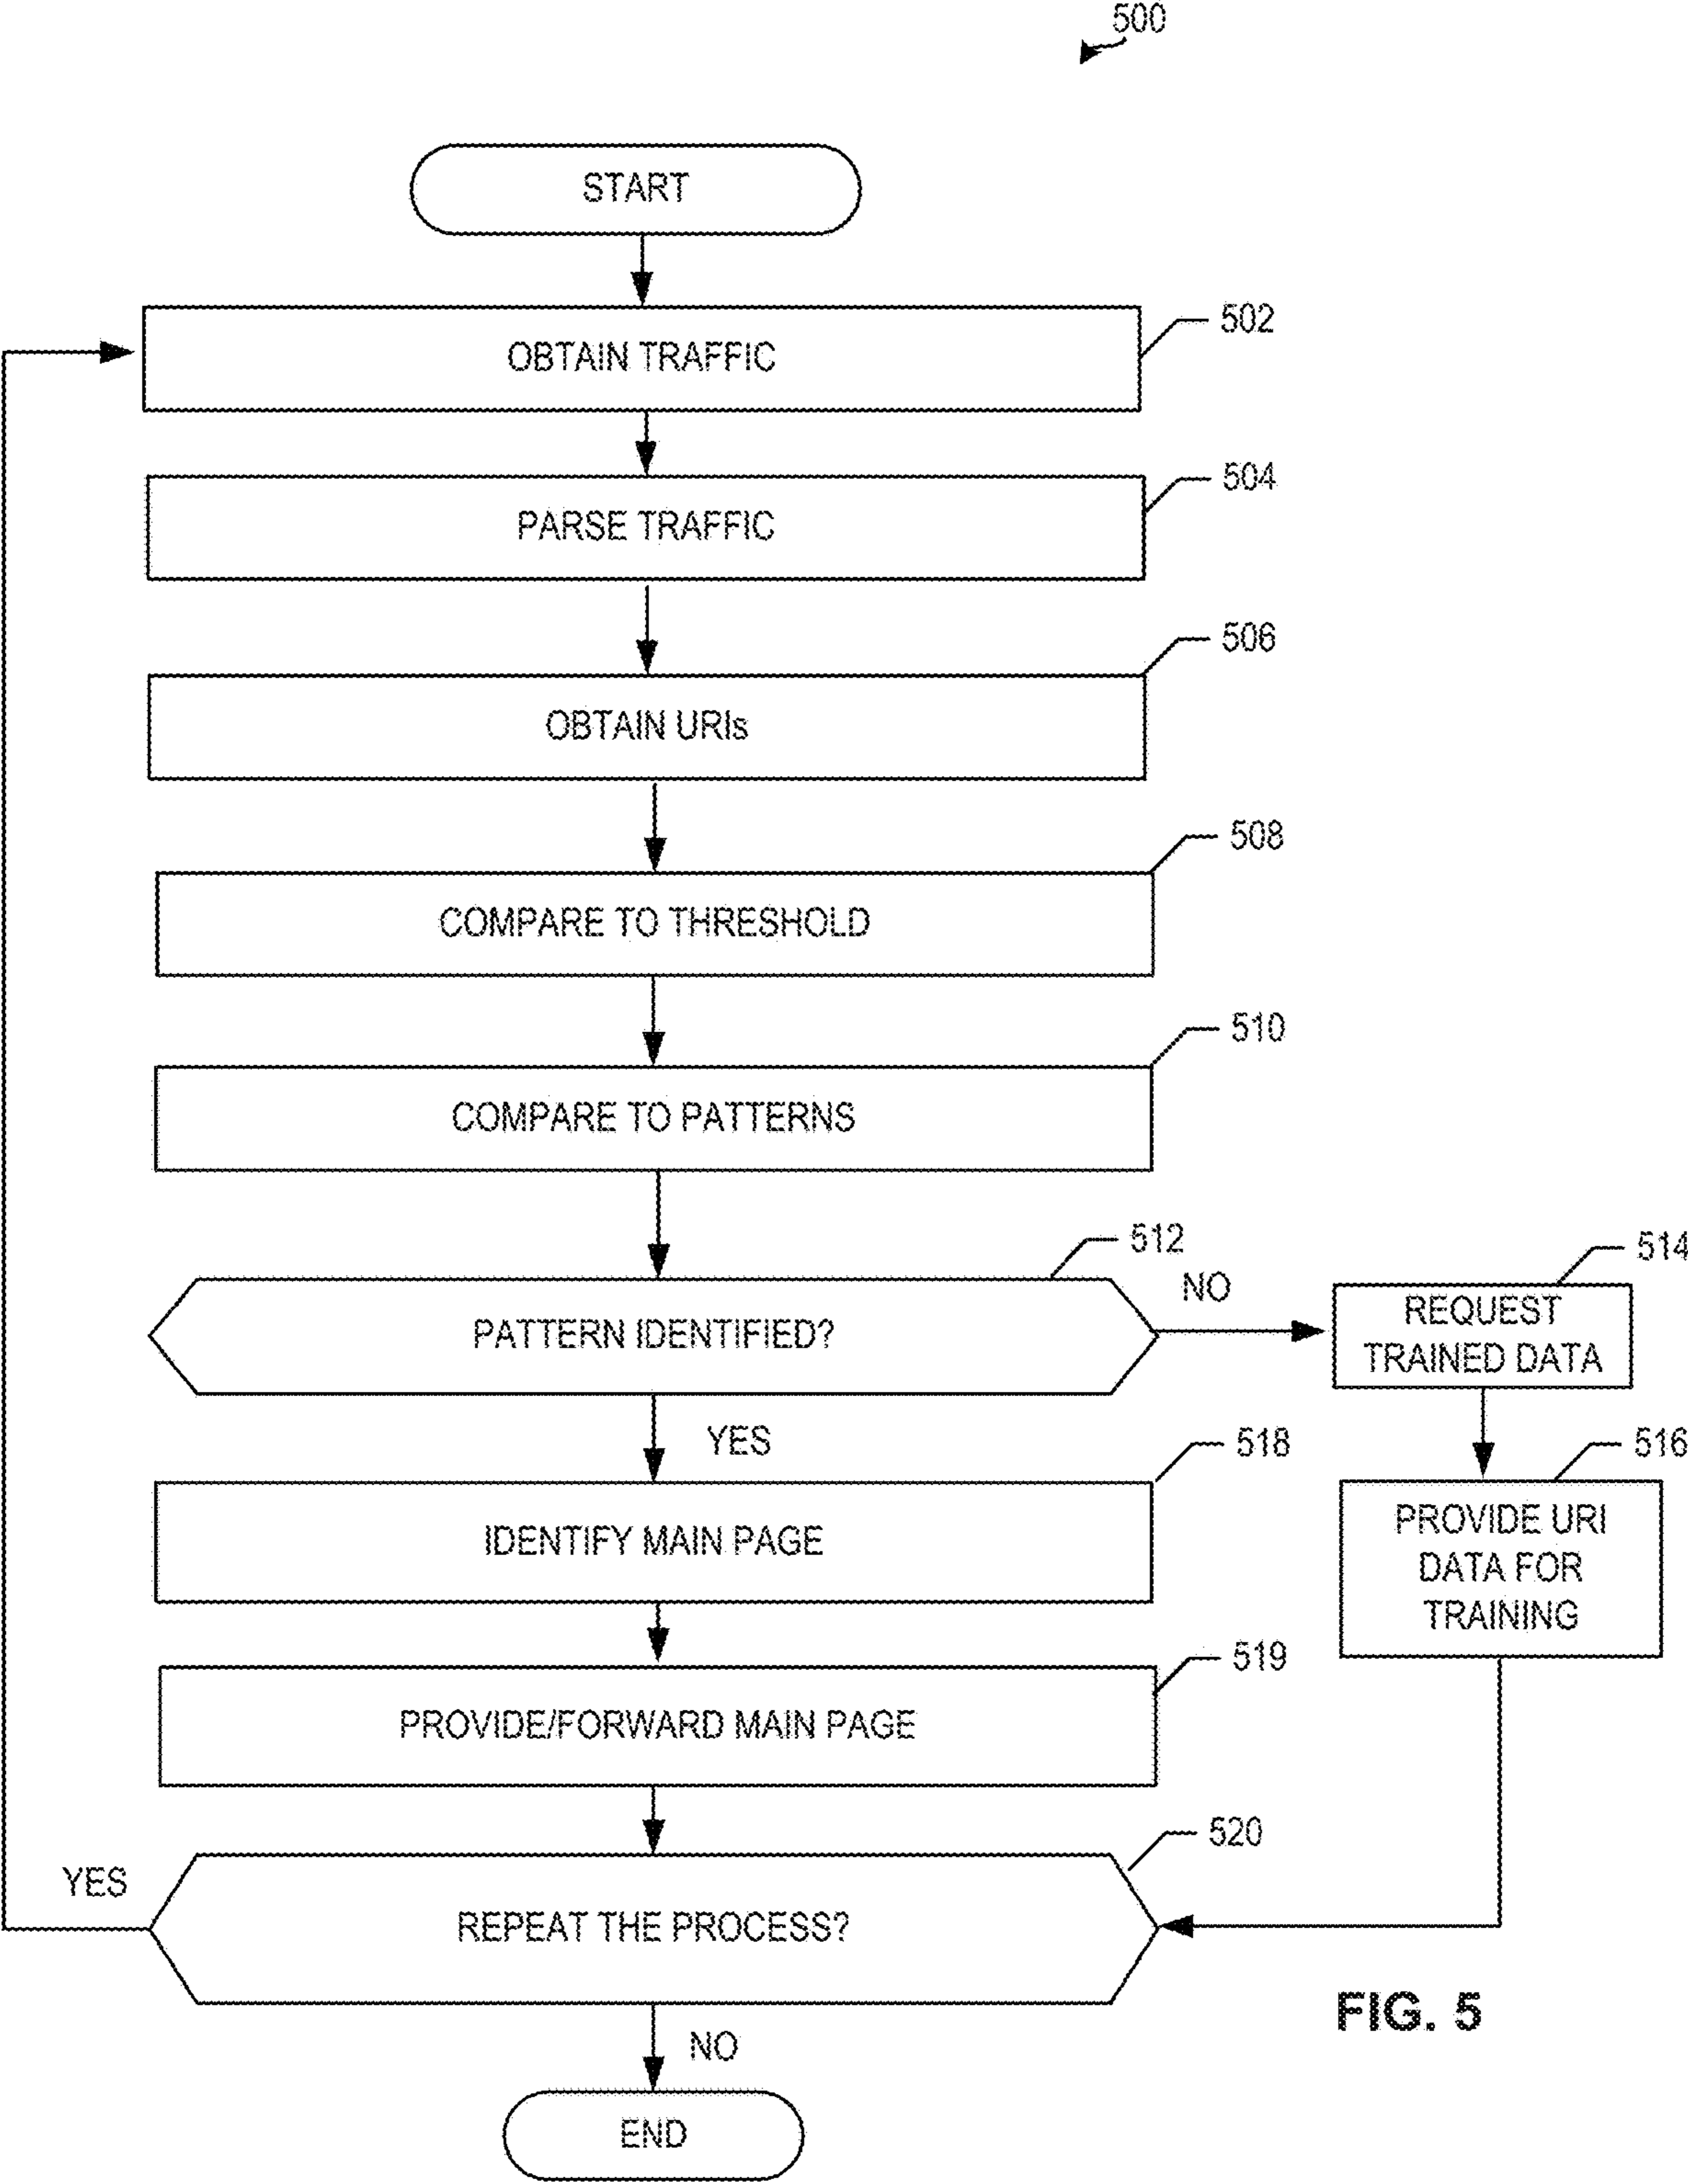 500
START
502
OBTAIN TRAFFIC
504
PARSE TRAFFIC
506
OBTAIN URIs
508
COMPARE TO THRESHOLD
510
COMPARE TO PATTERNS
512
PATTERN IDENTIFIED?
NO
514
REQUEST
TRAINED DATA
YES
518
IDENTIFY MAIN PAGE
516
PROVIDE URI
DATA FOR
TRAINING
519
PROVIDE/FORWARD MAIN PAGE
520
YES
REPEAT THE PROCESS?
FIG. 5
NO
END